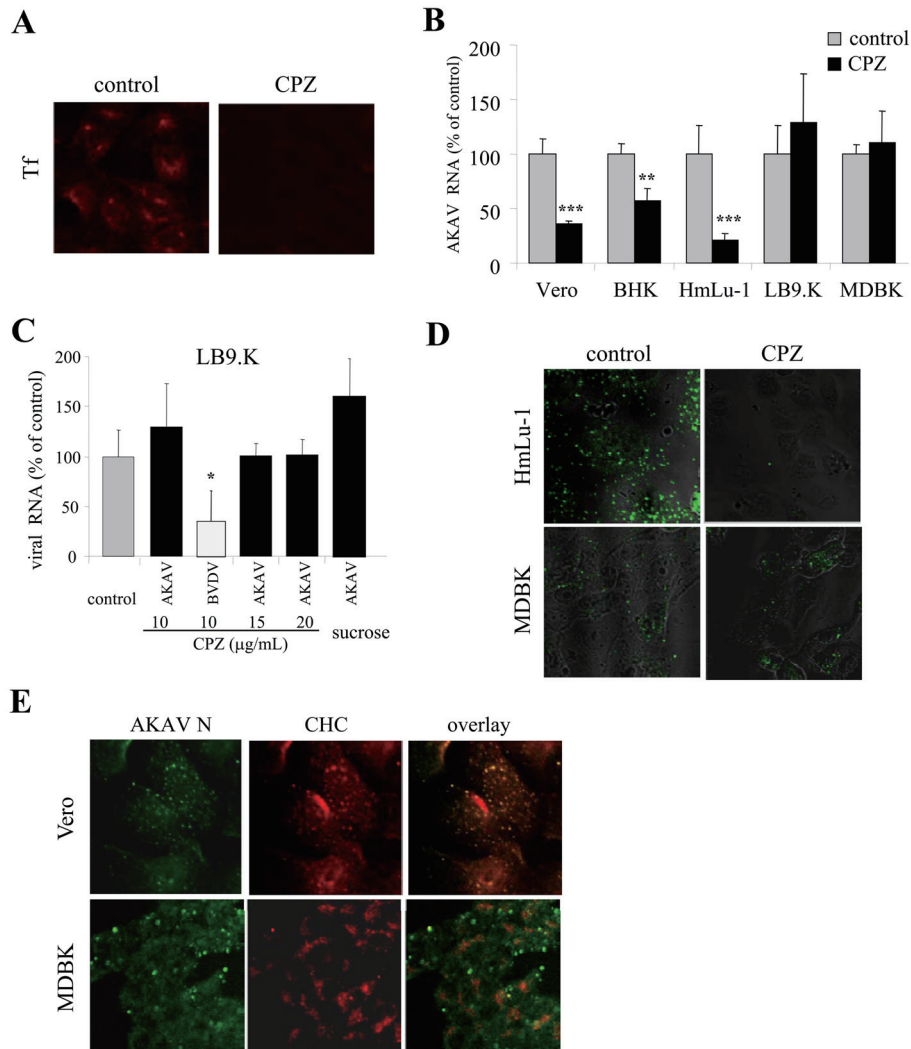 A
control CPZ
Tf
B
AKAV RNA (% of control)
200
150
100
50
0
control
CPZ
***
**
***
Vero BHK HmLu-1 LB9.K MDBK
C
LB9.K
viral RNA (% of control)
200
150
100
50
0
*
control
AKAV BVDV AKAV AKAV AKAV
10 10 15 20
CPZ (µg/mL)
sucrose
D
control CPZ
HmLu-1
MDBK
E
AKAV N CHC overlay
Vero
MDBK